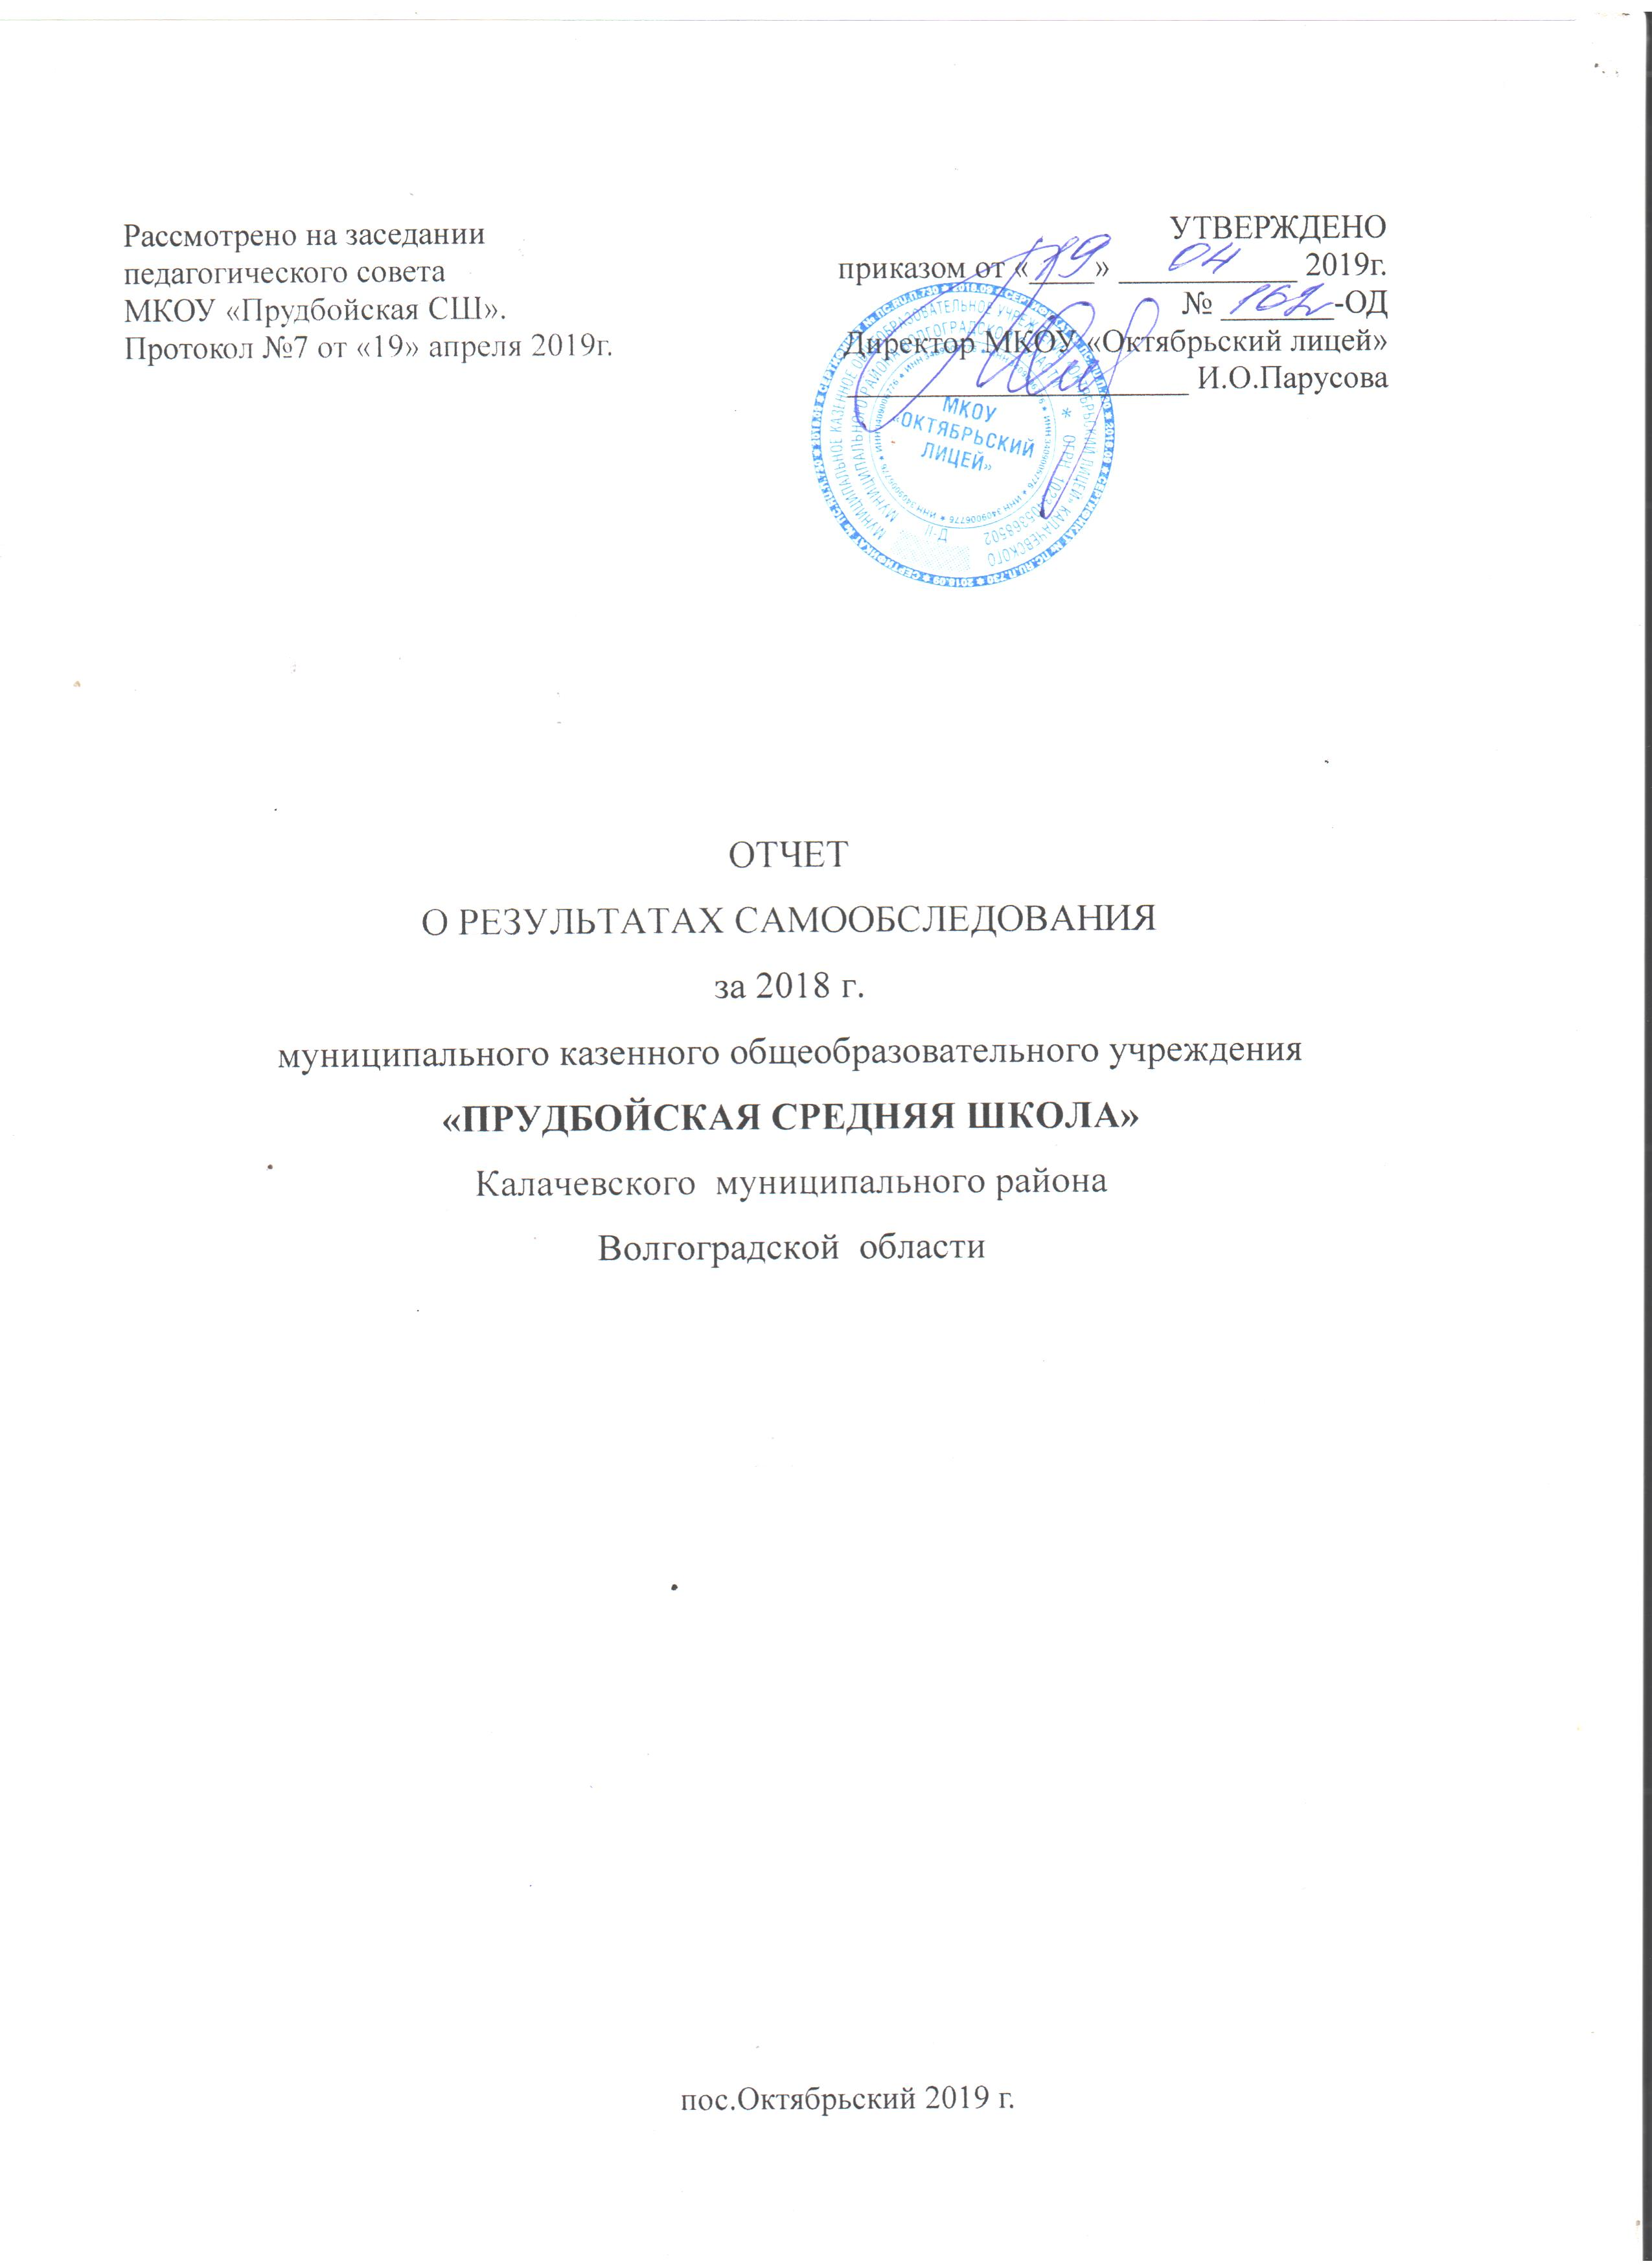 Рассмотрено на заседании
педагогического совета
МКОУ «Прудбойская СШ».
Протокол №7 от «19» апреля 2019г.
УТВЕРЖДЕНО
приказом от «19» 04 2019г.
№ 162-ОД
Директор МКОУ «Октябрьский лицей»
И.О.Парусова
МКОУ
«ОКТЯБРЬСКИЙ
ЛИЦЕЙ»
ОТЧЕТ
О РЕЗУЛЬТАТАХ САМООБСЛЕДОВАНИЯ
за 2018 г.
муниципального казенного общеобразовательного учреждения
«ПРУДБОЙСКАЯ СРЕДНЯЯ ШКОЛА»
Калачевского муниципального района
Волгоградской области
пос.Октябрьский 2019 г.